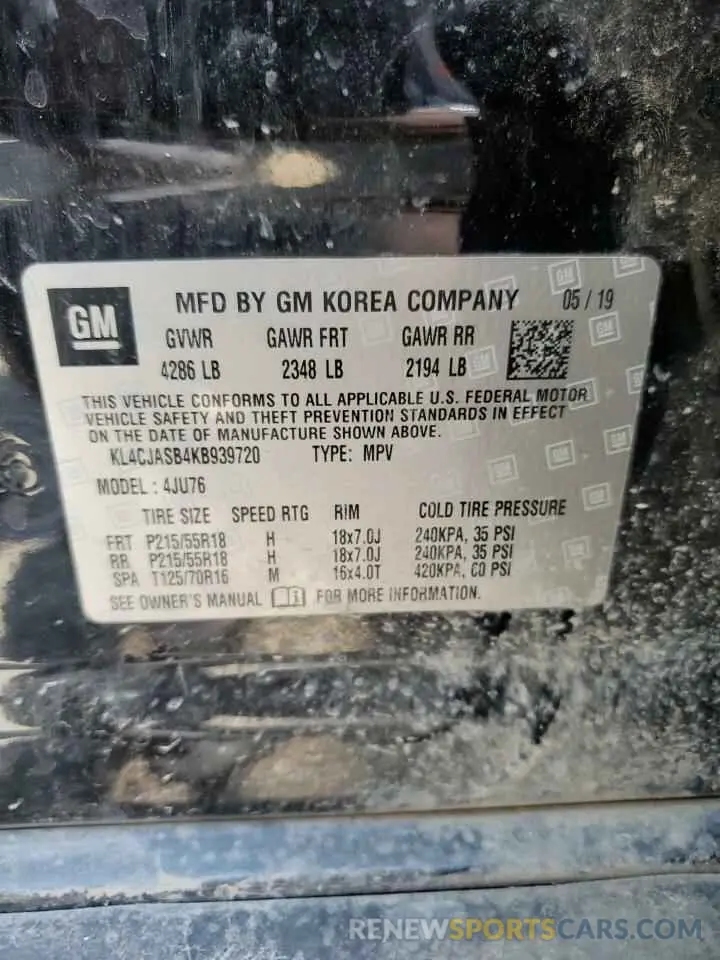 GM
MFD BY GM KOREA COMPANY 05/19
GVWR GAWR FRT GAWR RR
4286 LB 2348 LB 2194 LB
THIS VEHICLE CONFORMS TO ALL APPLICABLE U.S. FEDERAL MOTOR
VEHICLE SAFETY AND THEFT PREVENTION STANDARDS IN EFFECT
ON THE DATE OF MANUFACTURE SHOWN ABOVE.
KL4CJASB4KB939720 TYPE: MPV
MODEL: 4JU76
TIRE SIZE SPEED RTG RIM COLD TIRE PRESSURE
FRT P215/55R18 H 18x7.0J 240KPA, 35 PSI
RR P215/55R18 H 18x7.0J 240KPA, 35 PSI
SPA T125/70R16 M 16x4.0T 420KPA, 60 PSI
SEE OWNER'S MANUAL FOR MORE INFORMATION.
RENEWSPORTSCARS.COM